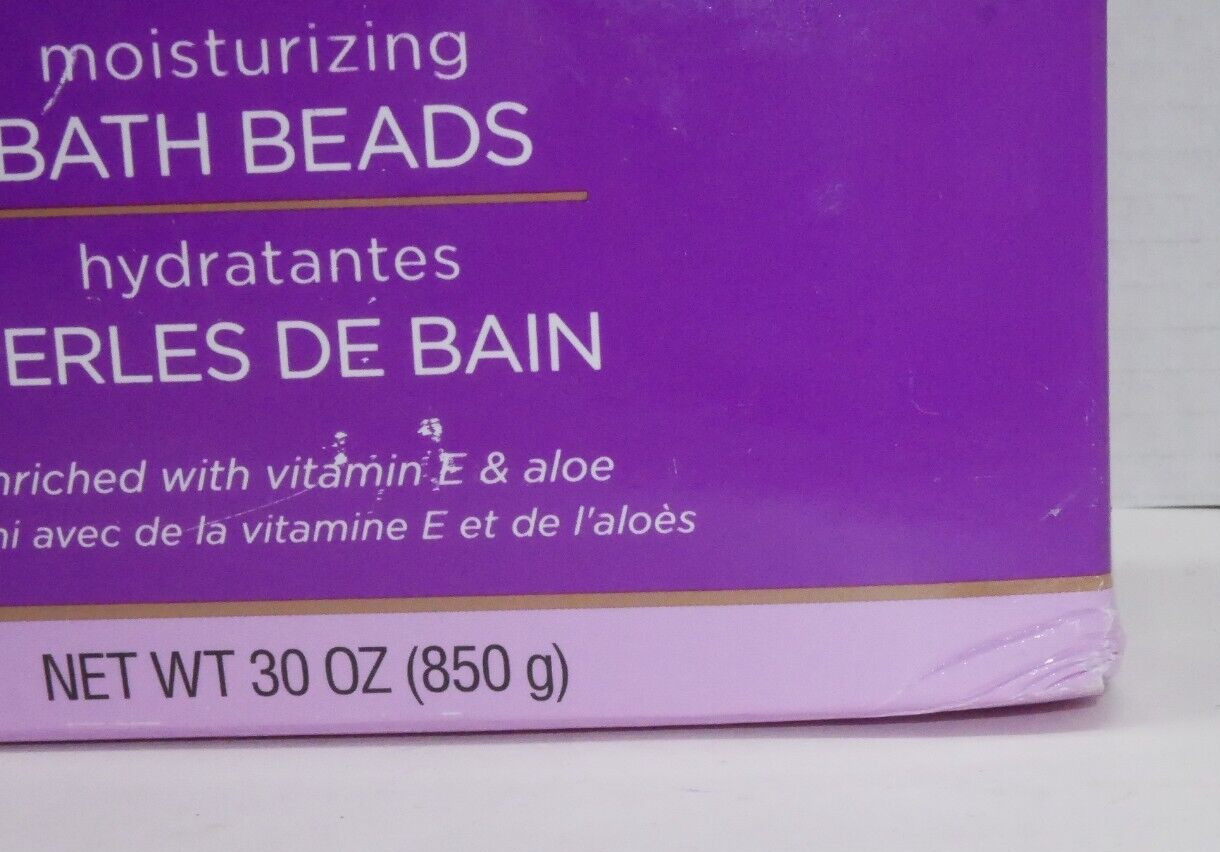 moisturizing
BATH BEADS
hydratantes
ERLES DE BAIN
nriched with vitamin E & aloe
ni avec de la vitamine E et de l'aloès
NET WT 30 OZ (850 g)